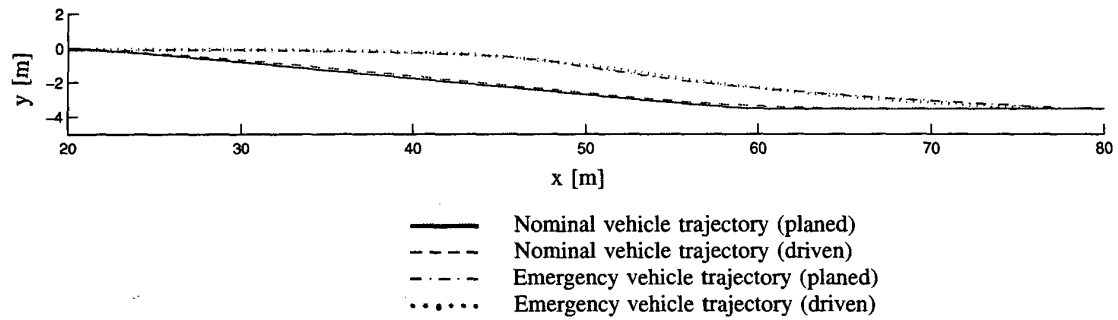 2
0
-2
-4
y [m]
20 30 40 50 60 70 80
x [m]
Nominal vehicle trajectory (planed)
Nominal vehicle trajectory (driven)
Emergency vehicle trajectory (planed)
Emergency vehicle trajectory (driven)